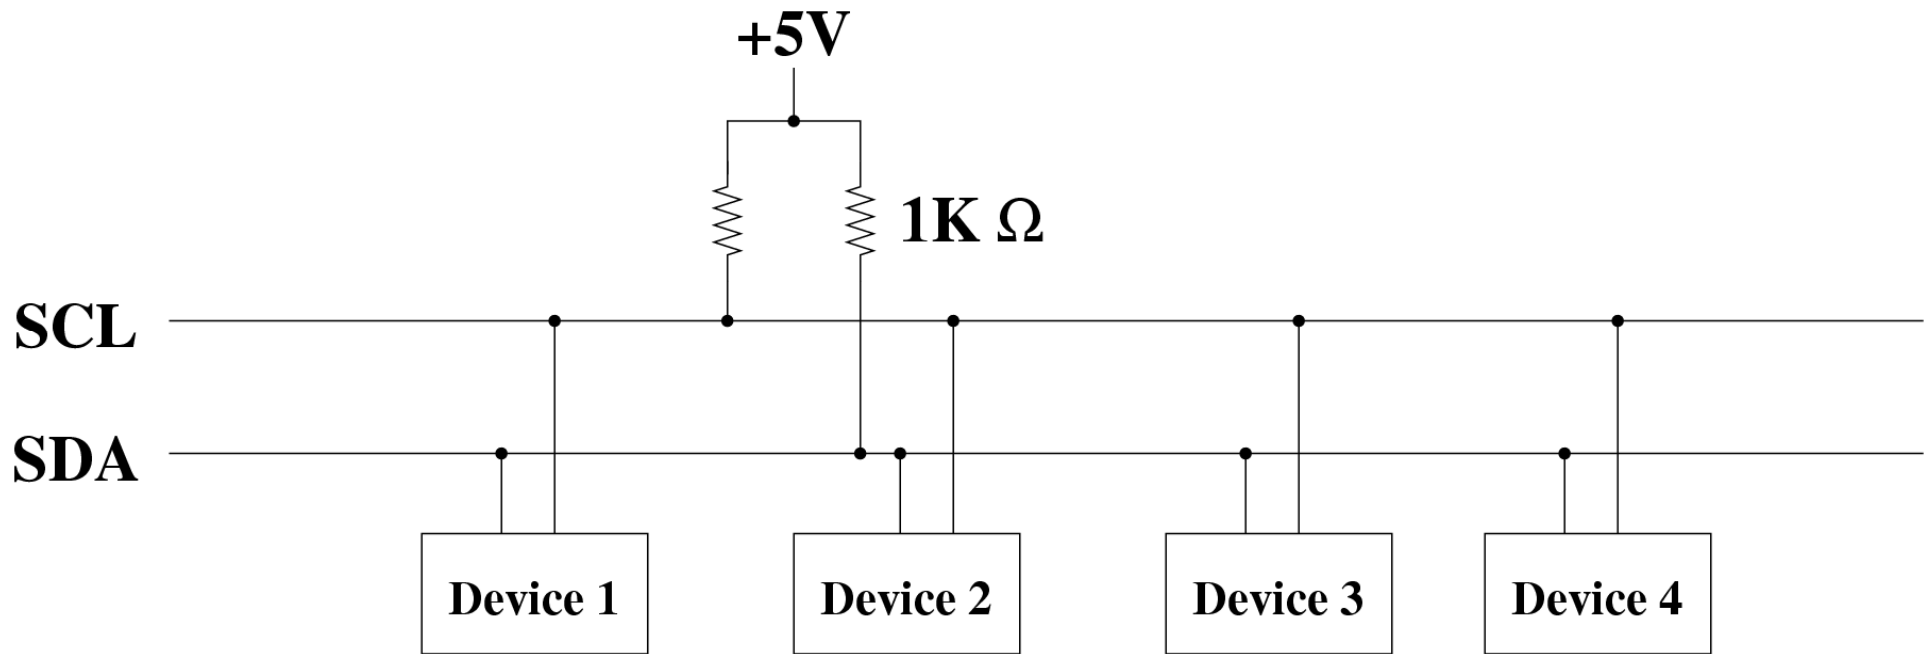 +5V
1K Ω
SCL
SDA
Device 1
Device 2
Device 3
Device 4